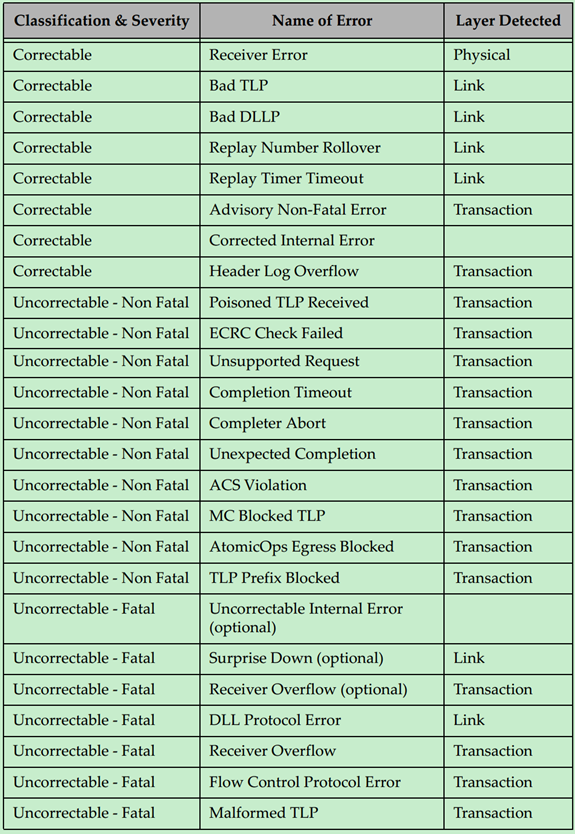 Classification & Severity Name of Error Layer Detected
Correctable Receiver Error Physical
Correctable Bad TLP Link
Correctable Bad DLLP Link
Correctable Replay Number Rollover Link
Correctable Replay Timer Timeout Link
Correctable Advisory Non-Fatal Error Transaction
Correctable Corrected Internal Error
Correctable Header Log Overflow Transaction
Uncorrectable - Non Fatal Poisoned TLP Received Transaction
Uncorrectable - Non Fatal ECRC Check Failed Transaction
Uncorrectable - Non Fatal Unsupported Request Transaction
Uncorrectable - Non Fatal Completion Timeout Transaction
Uncorrectable - Non Fatal Completer Abort Transaction
Uncorrectable - Non Fatal Unexpected Completion Transaction
Uncorrectable - Non Fatal ACS Violation Transaction
Uncorrectable - Non Fatal MC Blocked TLP Transaction
Uncorrectable - Non Fatal AtomicOps Egress Blocked Transaction
Uncorrectable - Non Fatal TLP Prefix Blocked Transaction
Uncorrectable - Fatal Uncorrectable Internal Error
(optional)
Uncorrectable - Fatal Surprise Down (optional) Link
Uncorrectable - Fatal Receiver Overflow (optional) Transaction
Uncorrectable - Fatal DLL Protocol Error Link
Uncorrectable - Fatal Receiver Overflow Transaction
Uncorrectable - Fatal Flow Control Protocol Error Transaction
Uncorrectable - Fatal Malformed TLP Transaction